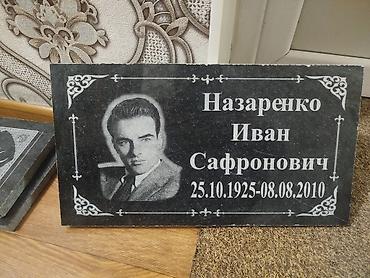 Назаренко
Иван
Сафронович
25.10.1925-08.08.2010